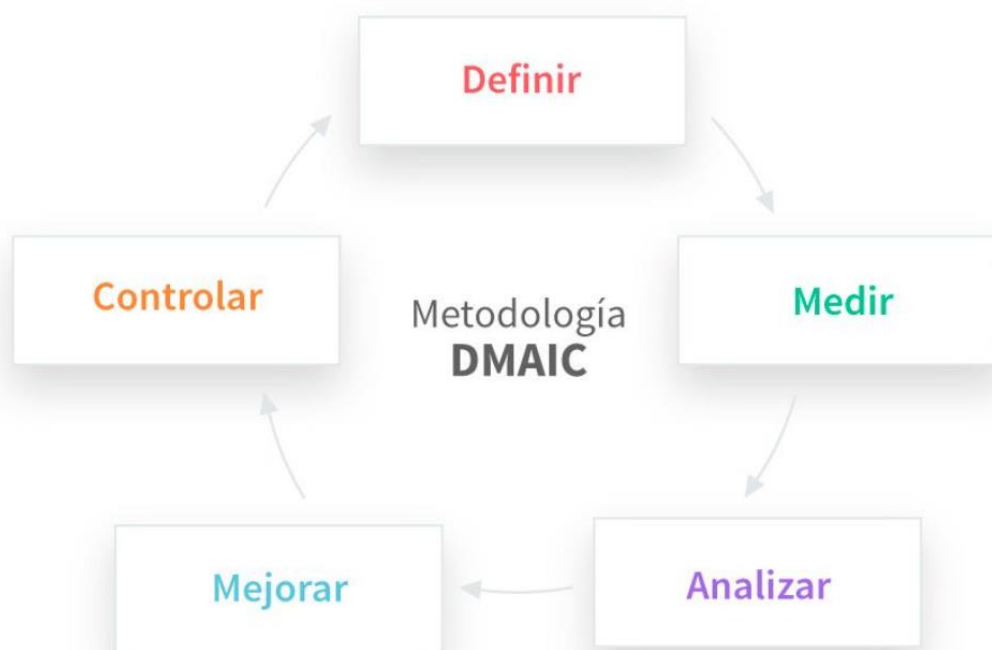 Definir
Controlar
Metodología
DMAIC
Medir
Mejorar
Analizar